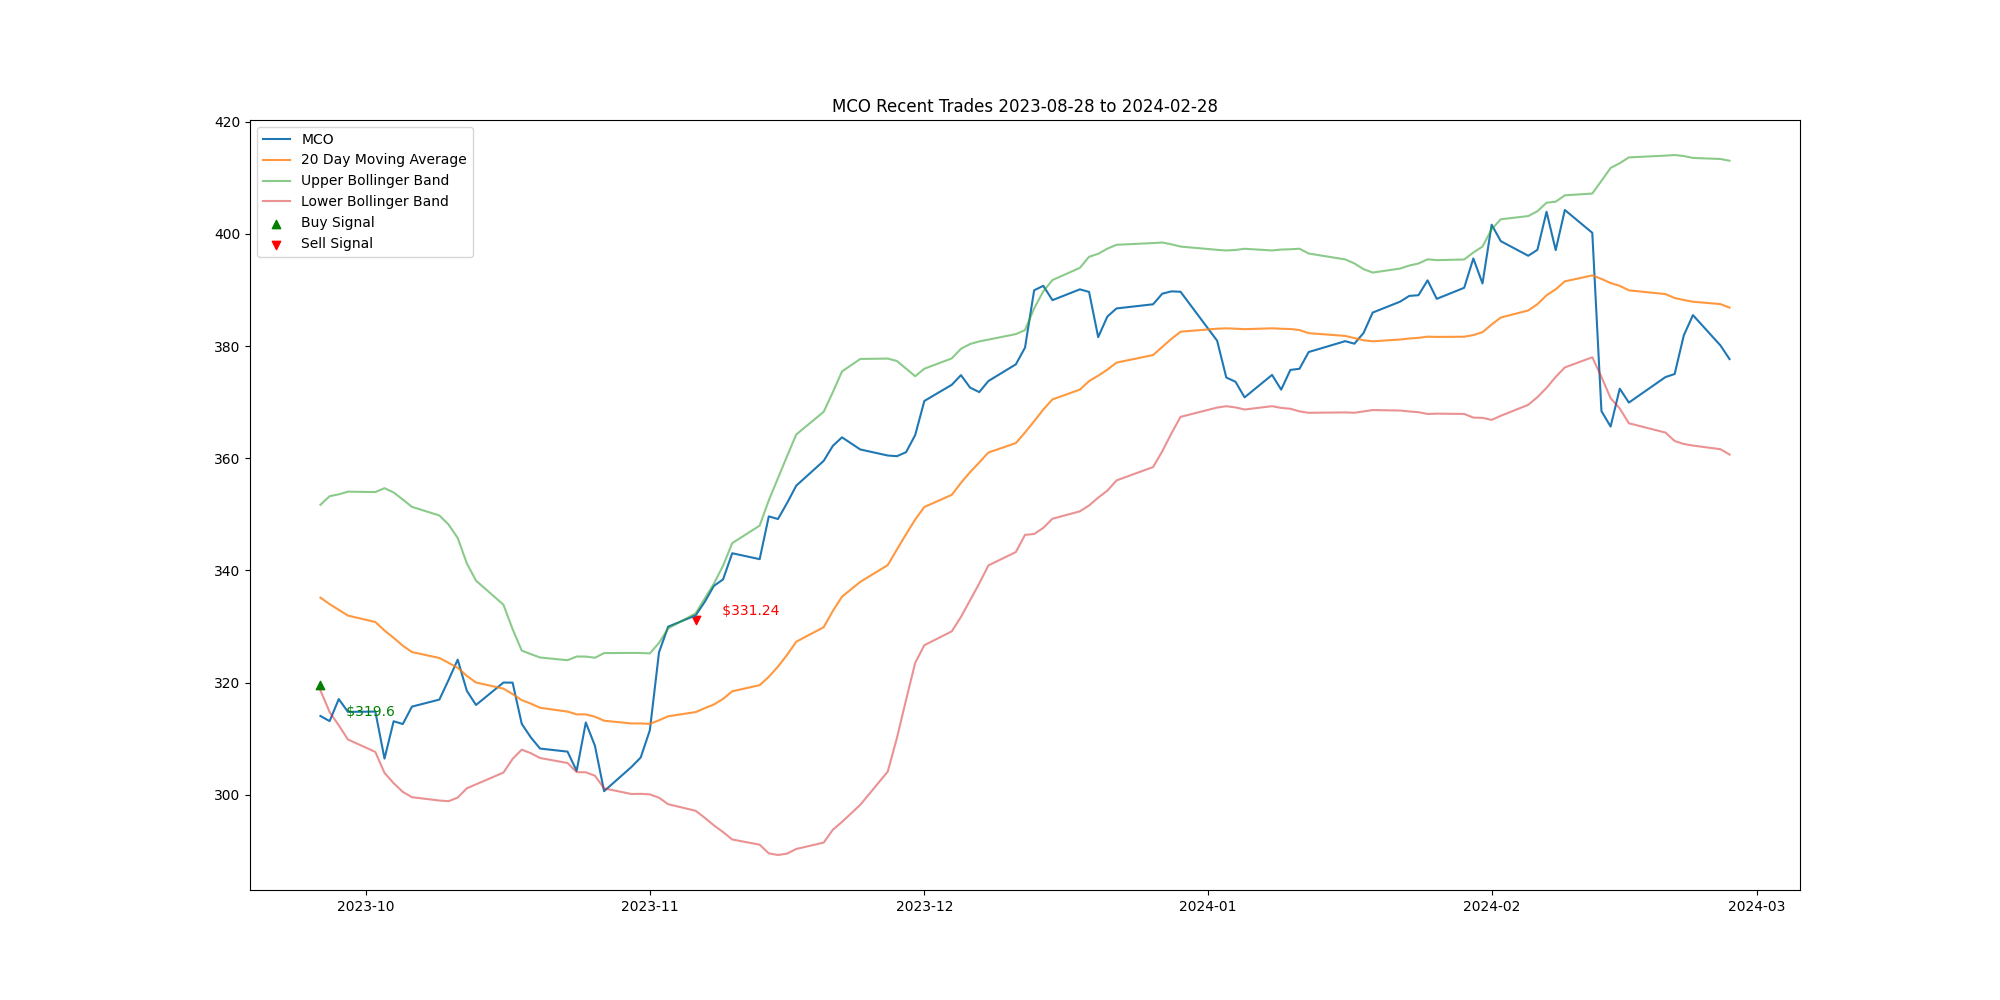 MCO Recent Trades 2023-08-28 to 2024-02-28
420
400
380
360
340
320
300
MCO
20 Day Moving Average
Upper Bollinger Band
Lower Bollinger Band
Buy Signal
Sell Signal
$331.24
$319.6
2023-10
2023-11
2023-12
2024-01
2024-02
2024-03